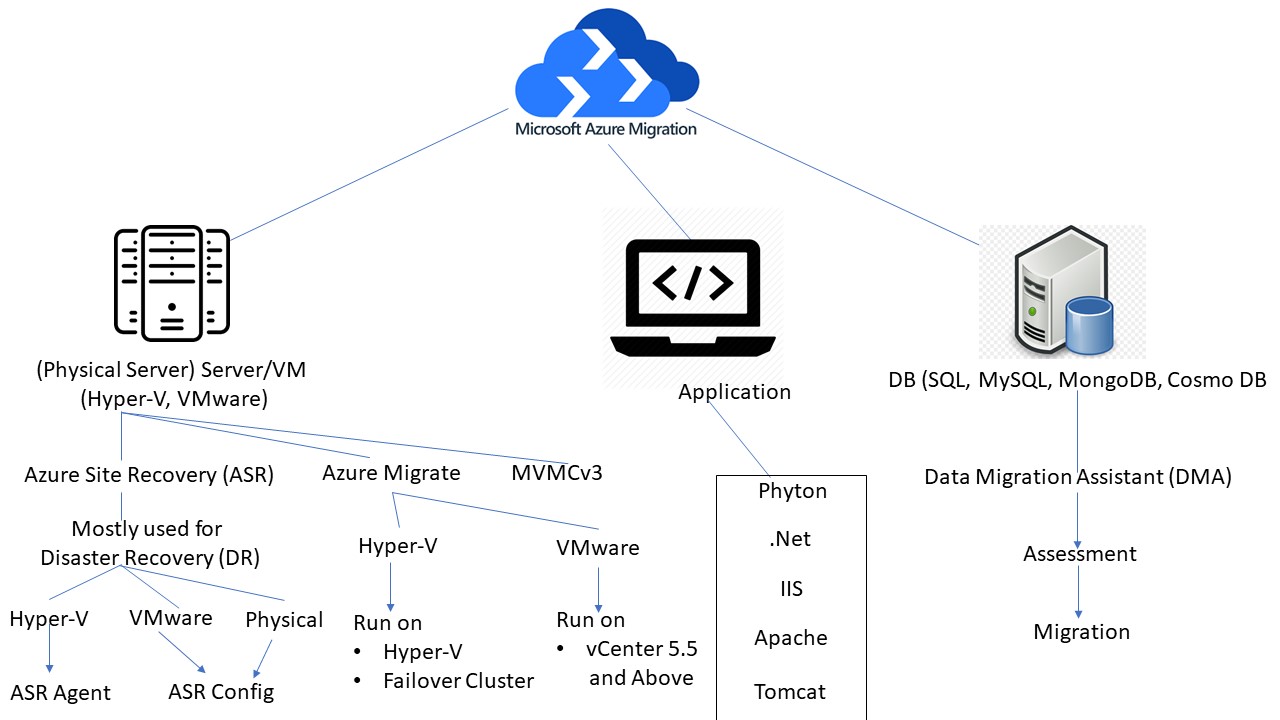 Microsoft Azure Migration
(Physical Server) Server/VM
(Hyper-V, VMware)
Application
DB (SQL, MySQL, MongoDB, Cosmo DB
Azure Site Recovery (ASR)
Azure Migrate
MVMCv3
Phyton
.Net
IIS
Apache
Tomcat
Data Migration Assistant (DMA)
Assessment
Migration
Mostly used for
Disaster Recovery (DR)
Hyper-V
VMware
Physical
ASR Agent
ASR Config
Hyper-V
Run on
• Hyper-V
• Failover Cluster
VMware
Run on
• vCenter 5.5
and Above